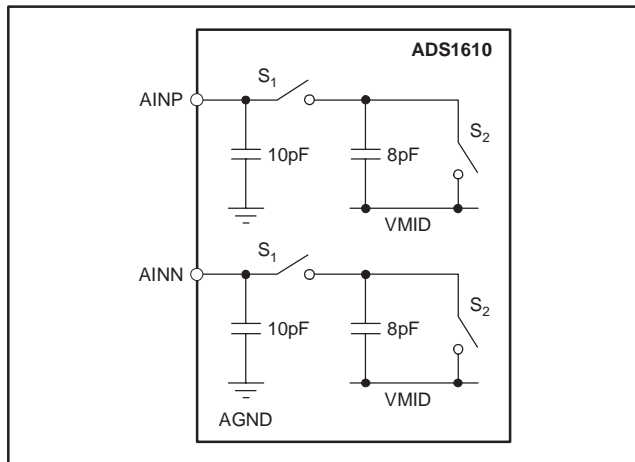 ADS1610
S1
AINP
S2
10pF
8pF
VMID
S1
AINN
S2
10pF
8pF
VMID
AGND